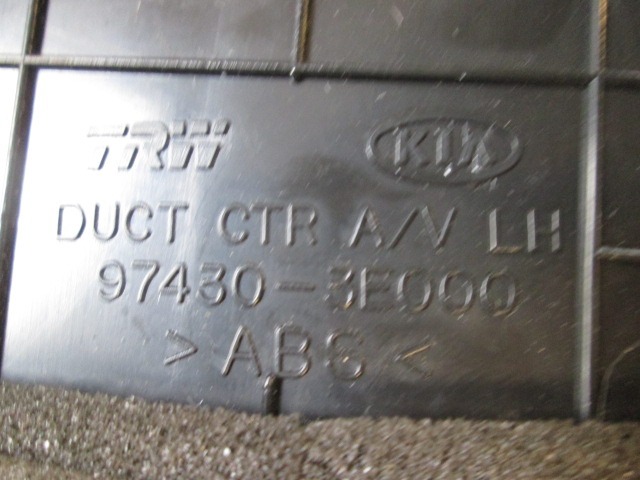 TRW KIA
DUCT CTR A/V LH
97430-3E000
>ABS<